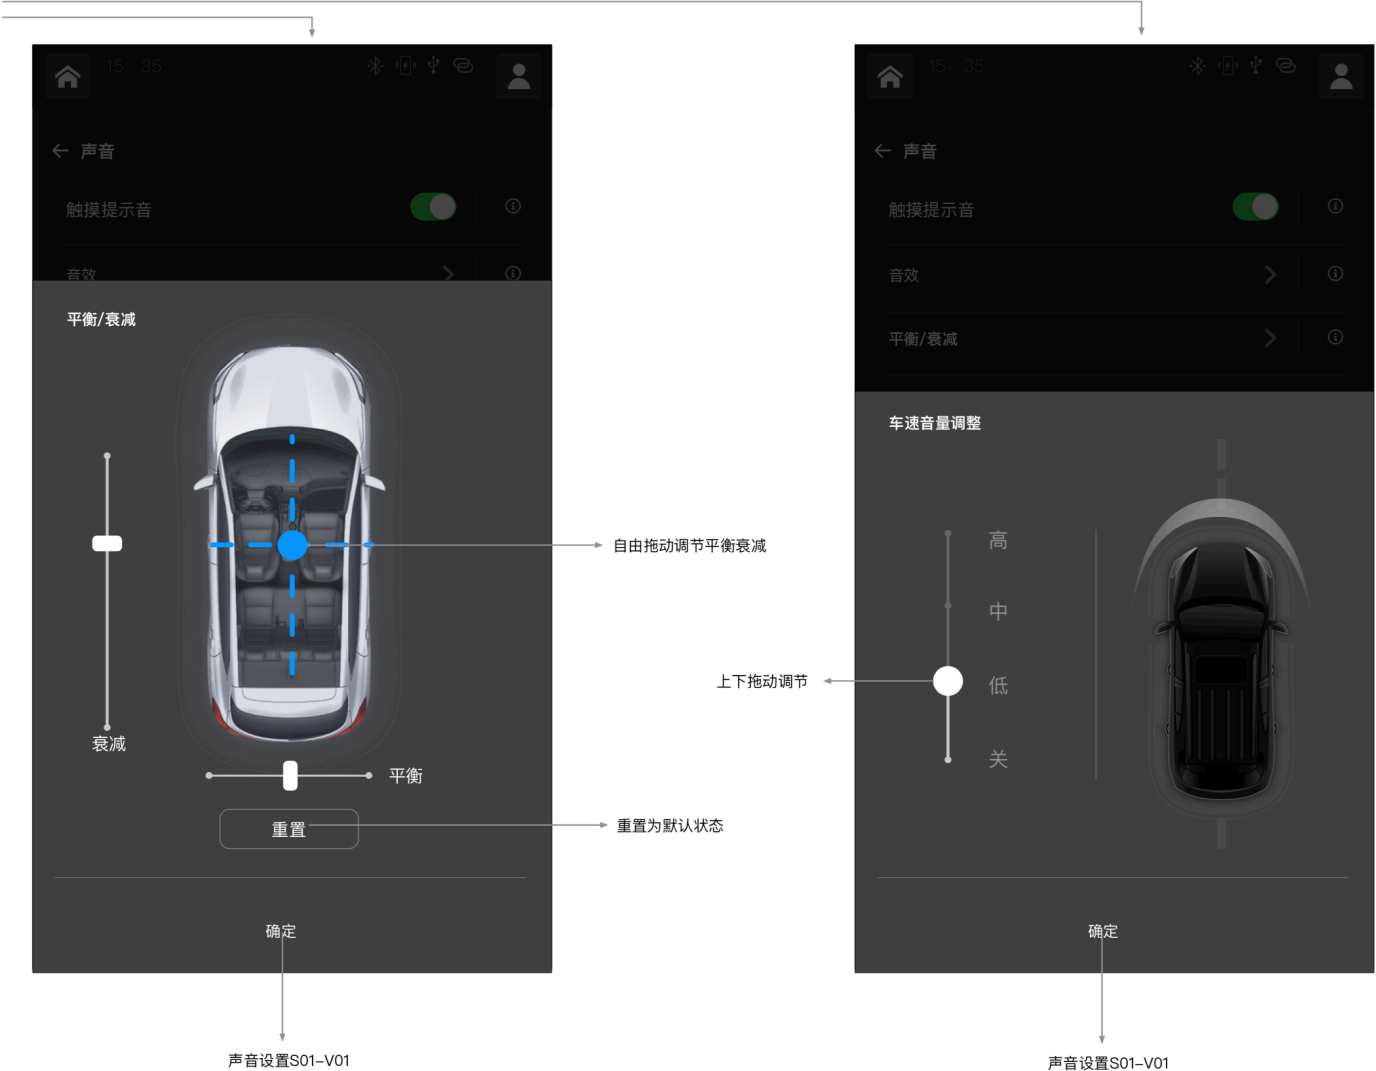 15: 35
声音
触摸提示音
音效
平衡/衰减
衰减
平衡
重置
确定
自由拖动调节平衡衰减
重置为默认状态
声音设置S01-V01
15: 35
声音
触摸提示音
音效
平衡/衰减
车速音量调整
高
中
低
关
上下拖动调节
确定
声音设置S01-V01